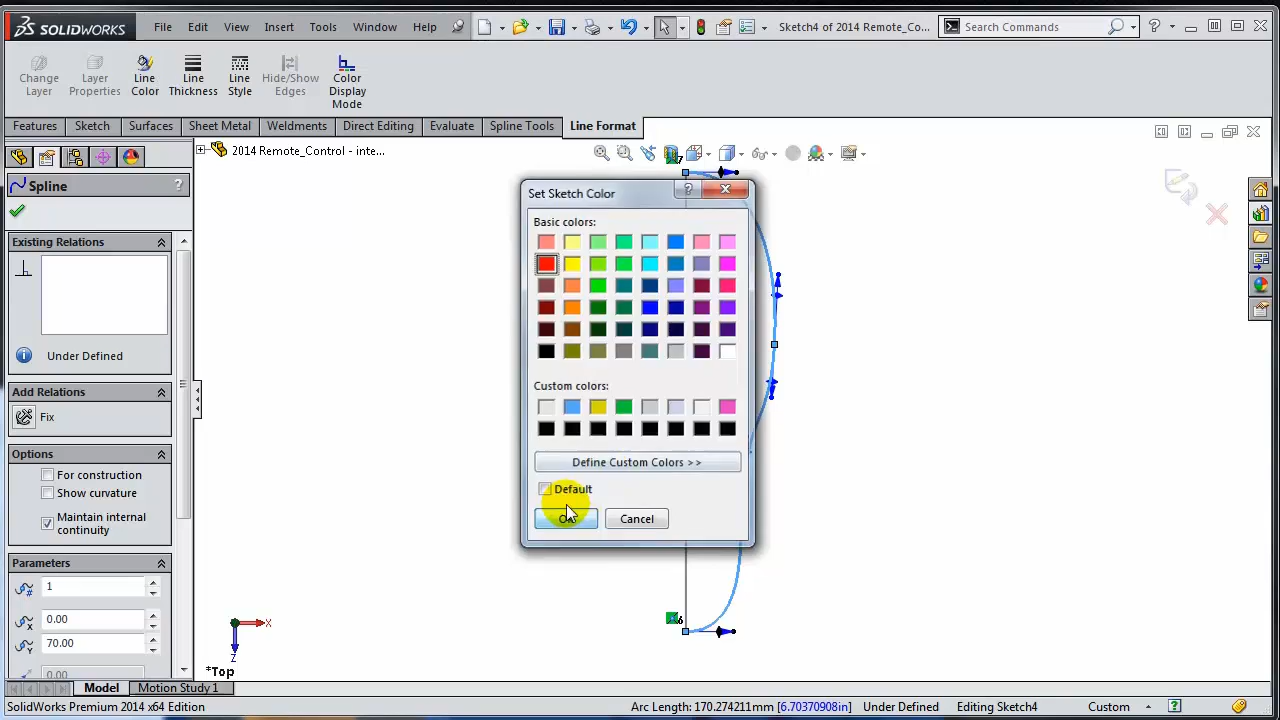 SOLIDWORKS File Edit View Insert Tools Window Help Sketch4 of 2014 Remote_Co... Search Commands
Change Layer
Layer Properties
Line Color
Line Thickness
Line Style
Hide/Show Edges
Color Display Mode
Features Sketch Surfaces Sheet Metal Weldments Direct Editing Evaluate Spline Tools Line Format
2014 Remote_Control - inte...
Spline ?
Existing Relations
Under Defined
Add Relations
Fix
Options
For construction
Show curvature
Maintain internal
continuity
Parameters
1
0.00
70.00
0.00
Set Sketch Color
Basic colors:
Custom colors:
Define Custom Colors >>
Default
OK Cancel
7
6
X
Z
*Top
Model Motion Study 1
SolidWorks Premium 2014 x64 Edition Arc Length: 170.274211mm [6.70370908in] Under Defined Editing Sketch4 Custom